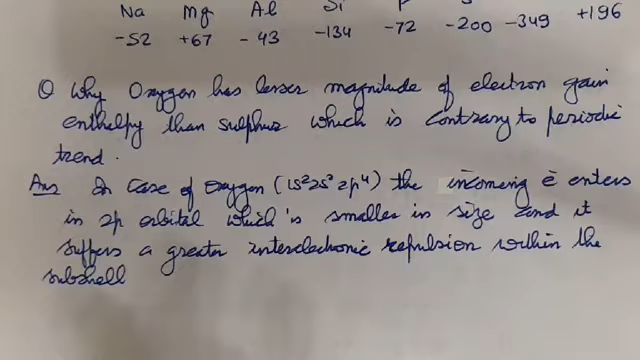 Na Mg Al Si P S
-52 +67 -43 -134 -72 -200 -349 +196
Q Why Oxygen has lesser magnitude of electron gain
enthalpy than sulphur which is contrary to periodic
trend.
Ans In case of oxygen (1s² 2s² 2p⁴) the incoming e̅ enters
in 2p orbital which is smaller in size and it
suffers a greater interelectronic repulsion within the
subshell